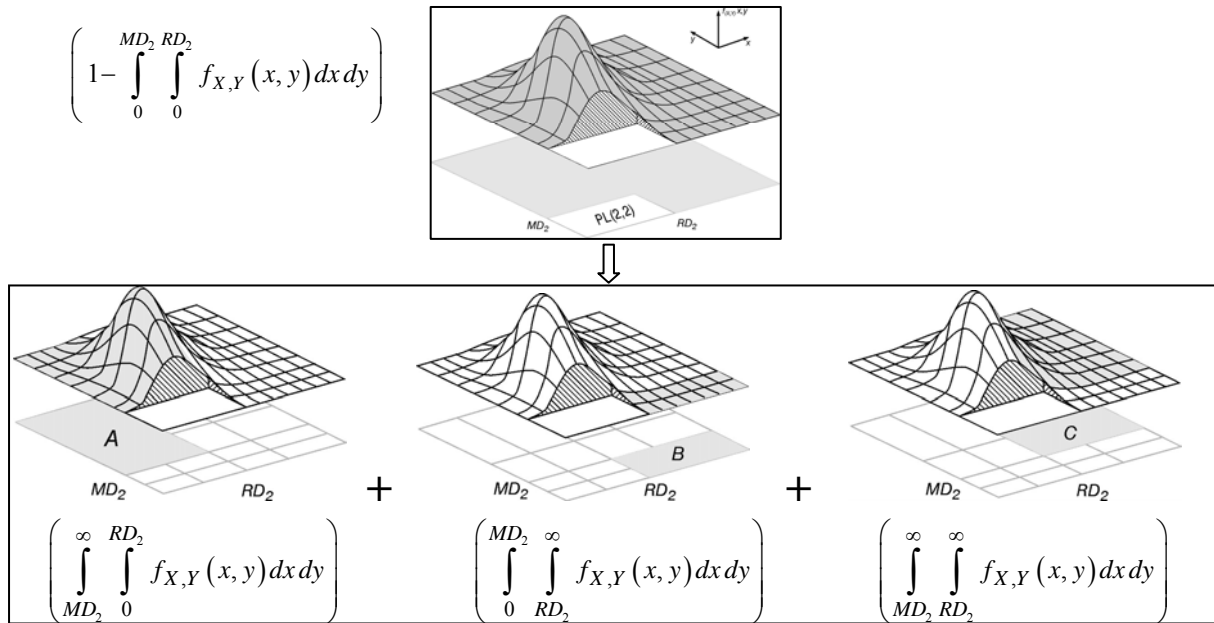 (1 − ∫₀^{MD₂} ∫₀^{RD₂} f_{X,Y}(x, y) dx dy)
y
x
PL(2,2)
MD₂ RD₂
A B C
MD₂ RD₂ + MD₂ RD₂ + MD₂ RD₂
(∫_{MD₂}^{∞} ∫₀^{RD₂} f_{X,Y}(x, y) dx dy) (∫₀^{MD₂} ∫_{RD₂}^{∞} f_{X,Y}(x, y) dx dy) (∫_{MD₂}^{∞} ∫_{RD₂}^{∞} f_{X,Y}(x, y) dx dy)